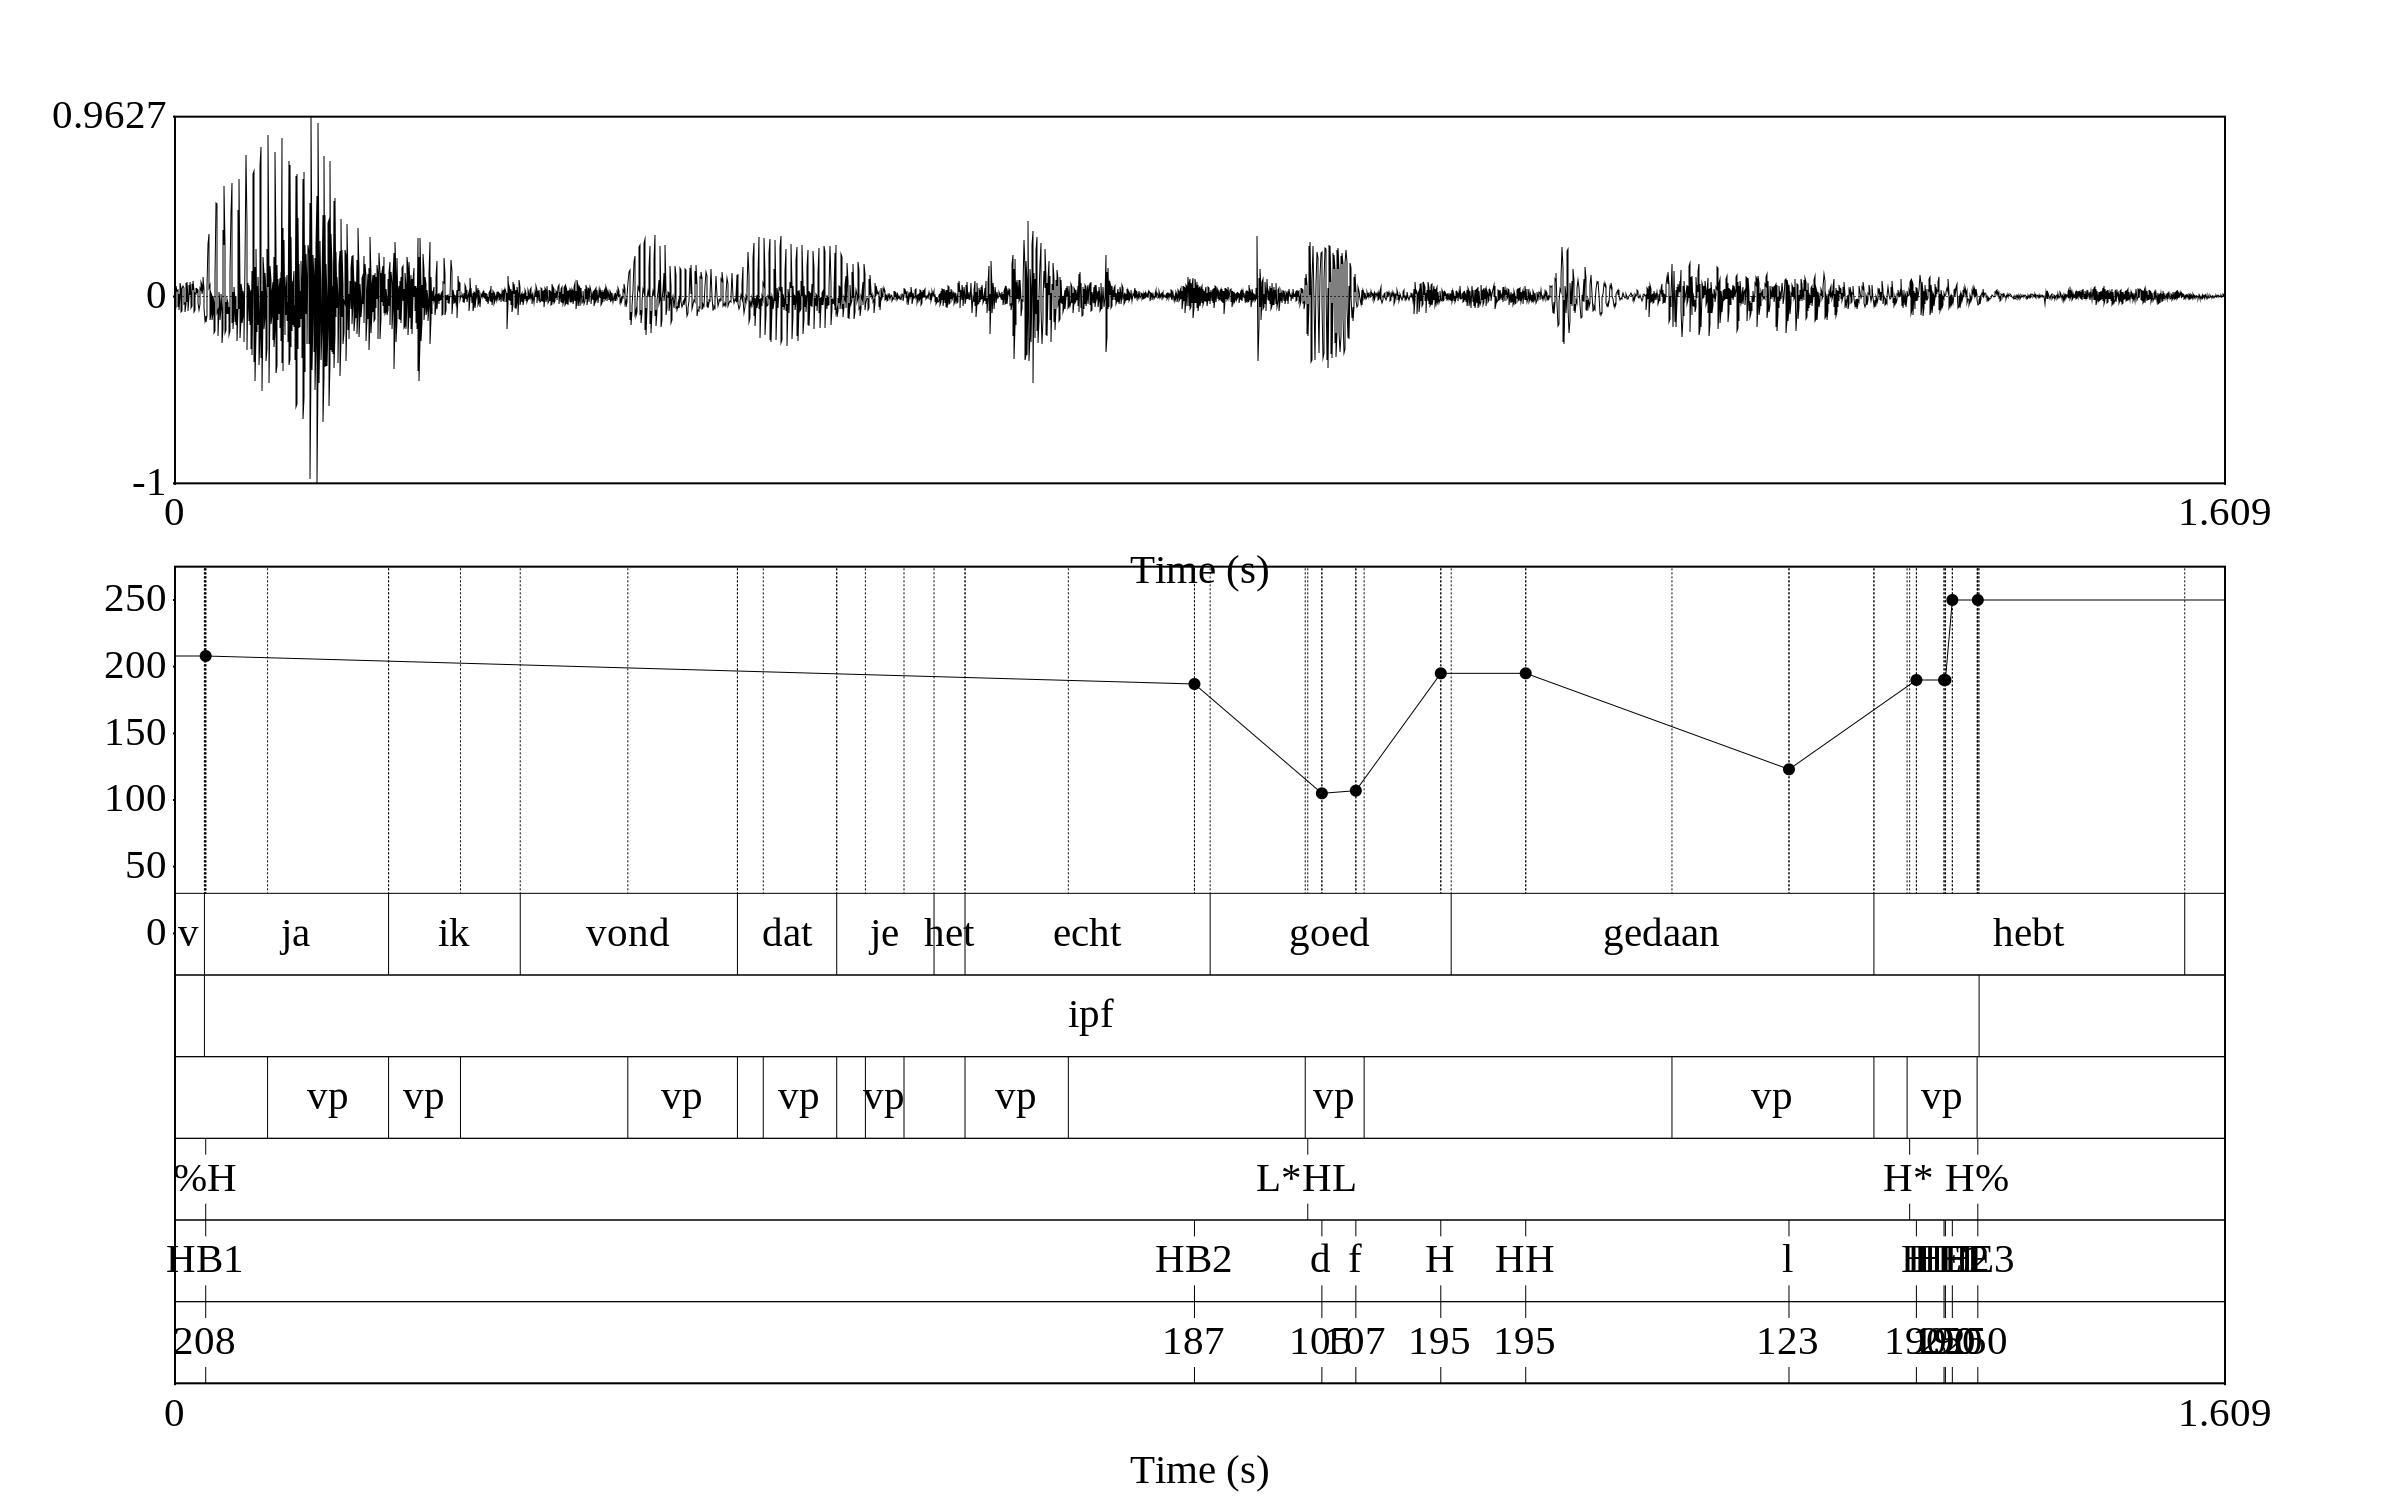 0.9627
0
-1
0 1.609
Time (s)
250
200
150
100
50
0 v ja ik vond dat je het echt goed gedaan hebt
ipf
vp vp vp vp vp vp vp vp vp
%H L*HL H* H%
HB1 HB2 d f H HH l
208 187 105 107 195 195 123
0 1.609
Time (s)